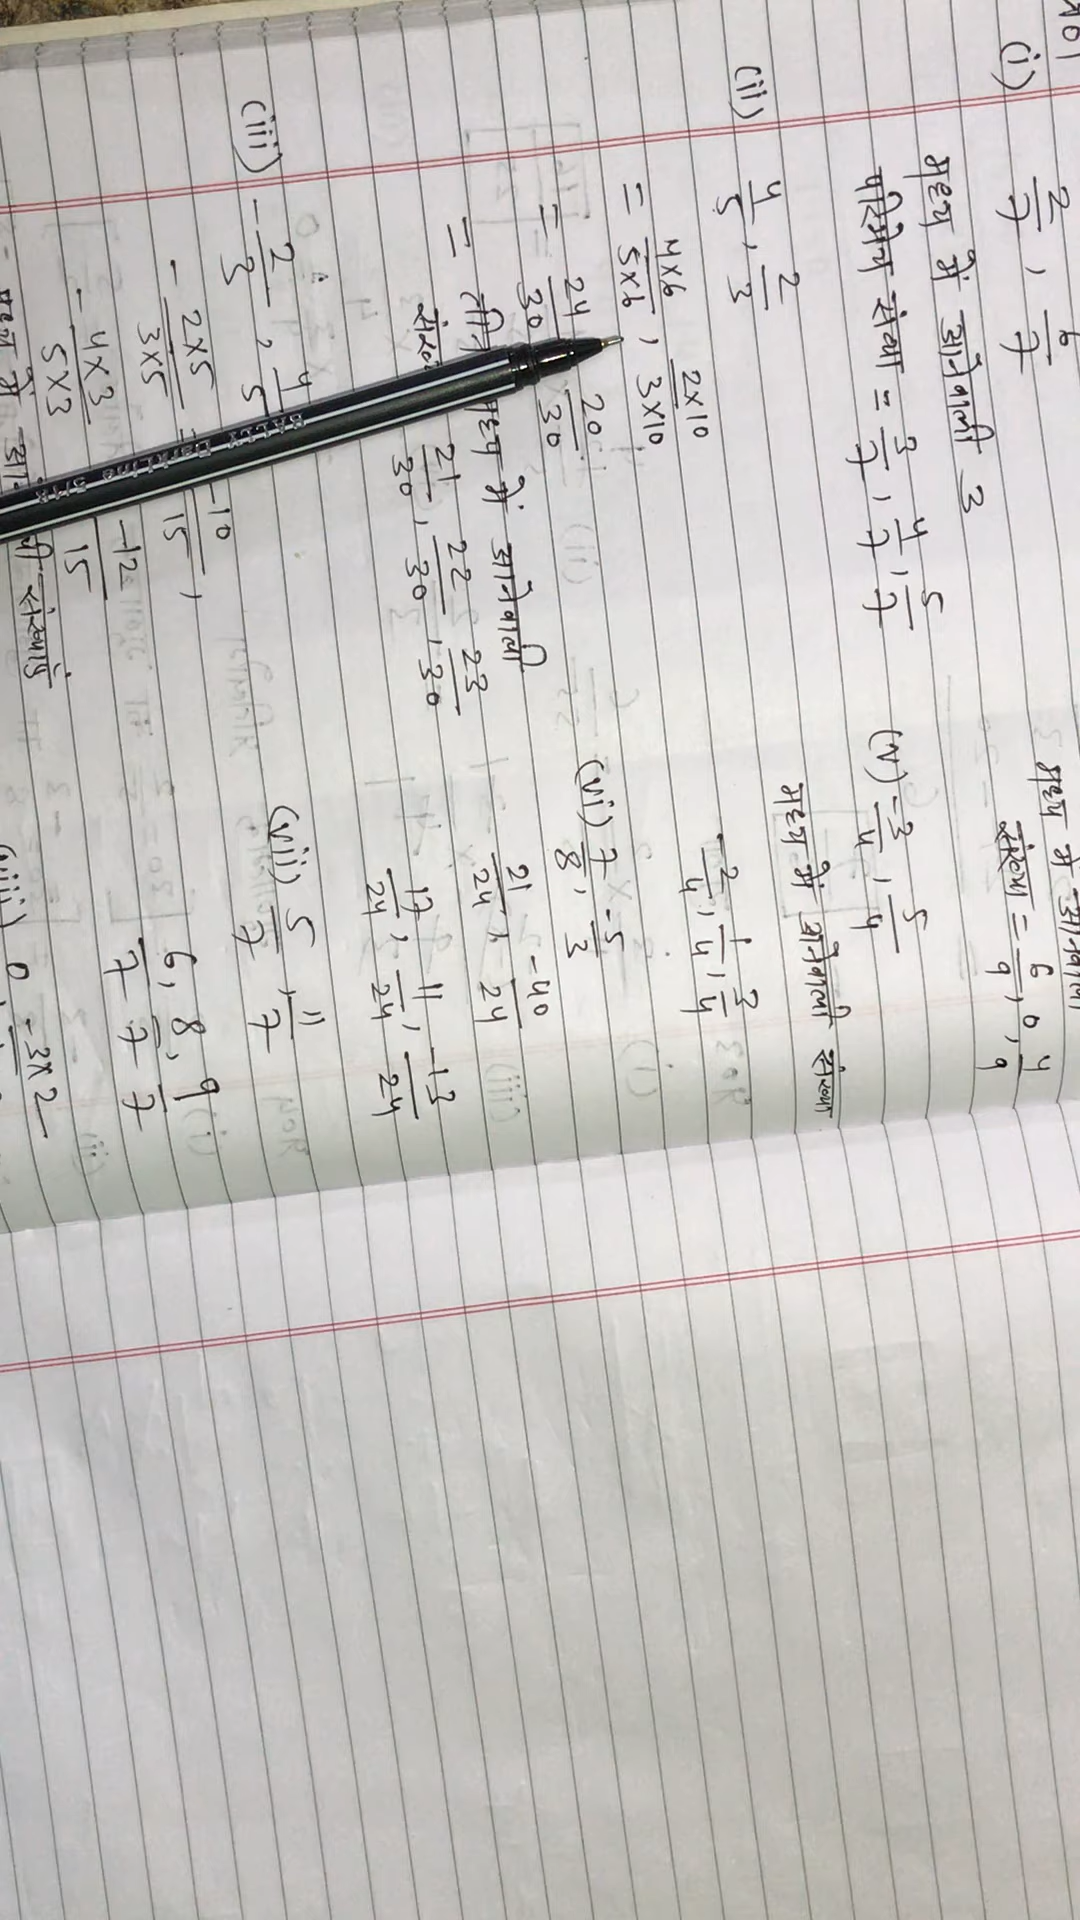 (i) 2/7 , 6/7
मध्य में आनेवाली 3
परिमेय संख्या = 3/7 , 4/7 , 5/7
(ii) 4/5 , 2/3
= 4×6/5×6 , 2×10/3×10
= 24/30 20/30
= मध्य में आनेवाली
21/30 , 22/30 , 23/30
(iii) -2/3 , 4/5
- 2×5/3×5 = -10/15 ,
- 4×3/5×3 -12/15
मध्य में
संख्याएं
मध्य में
संख्या = 6/9 , 0 , 4/9
(v) -3/4 , 5/4
मध्य में आनेवाली संख्या
-2/4 , 1/4 , 3/4
(vi) 7/8 , -5/3
21/24 , -40/24
17/24 , 11/24 , -13/24
(vii) 5/7 , 11/7
6/7 , 8/7 , 9/7
(viii) 0 -3×2
BAILEY DarkLine